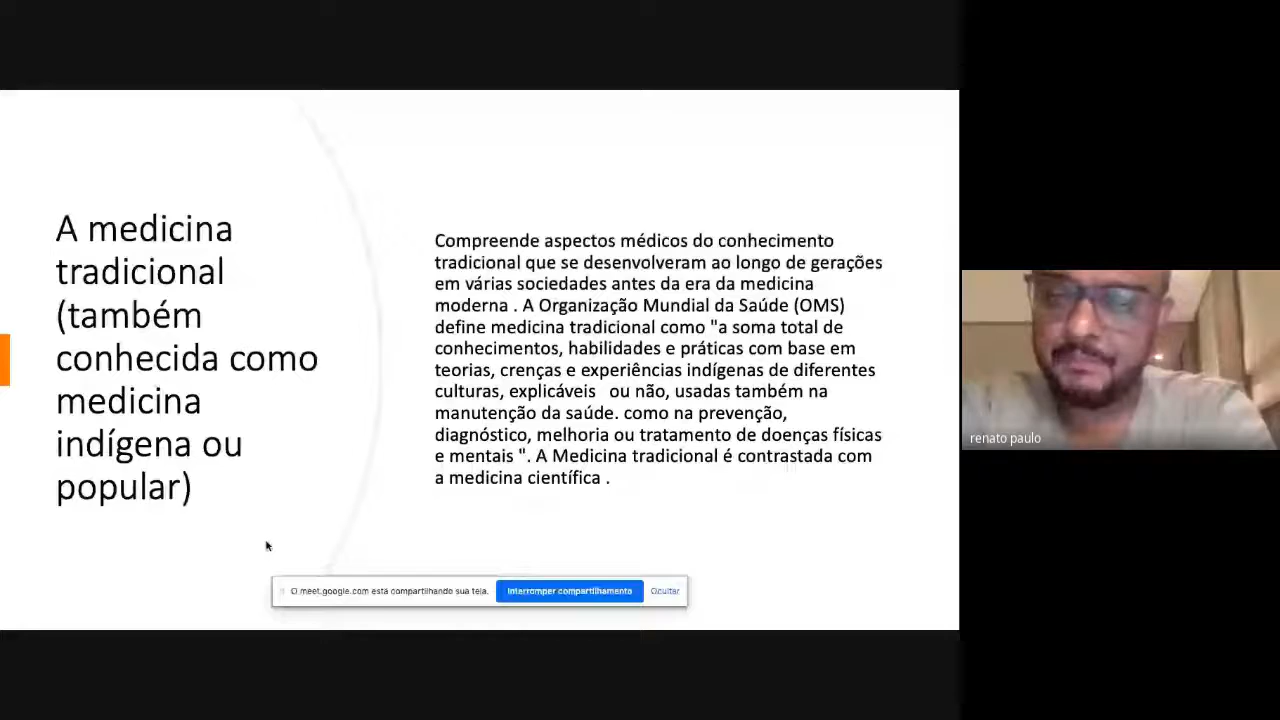 A medicina
tradicional
(também
conhecida como
medicina
indígena ou
popular)
Compreende aspectos médicos do conhecimento
tradicional que se desenvolveram ao longo de gerações
em várias sociedades antes da era da medicina
moderna . A Organização Mundial da Saúde (OMS)
define medicina tradicional como "a soma total de
conhecimentos, habilidades e práticas com base em
teorias, crenças e experiências indígenas de diferentes
culturas, explicáveis ou não, usadas também na
manutenção da saúde. como na prevenção,
diagnóstico, melhoria ou tratamento de doenças físicas
e mentais ". A Medicina tradicional é contrastada com
a medicina científica .
O meet.google.com está compartilhando sua tela.
Interromper compartilhamento
Ocultar
renato paulo